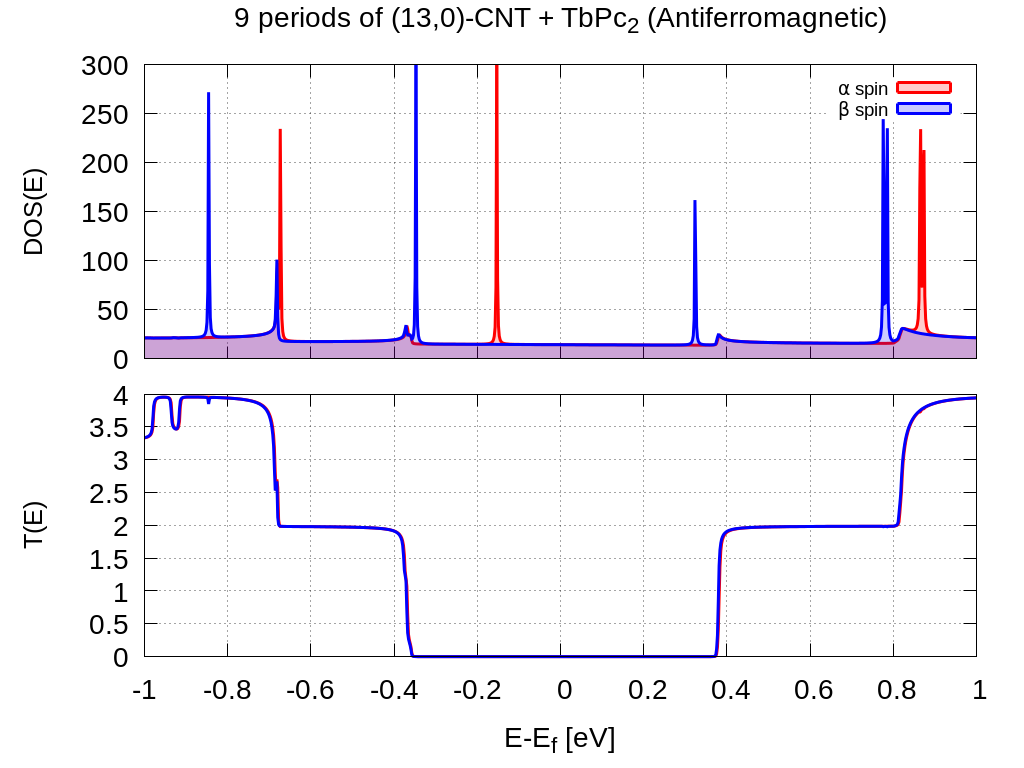 9 periods of (13,0)-CNT + TbPc₂ (Antiferromagnetic)
300
250
200
150
100
50
0
DOS(E)
α spin
β spin
4
3.5
3
2.5
2
1.5
1
0.5
0
T(E)
-1 -0.8 -0.6 -0.4 -0.2 0 0.2 0.4 0.6 0.8 1
E-E_f [eV]